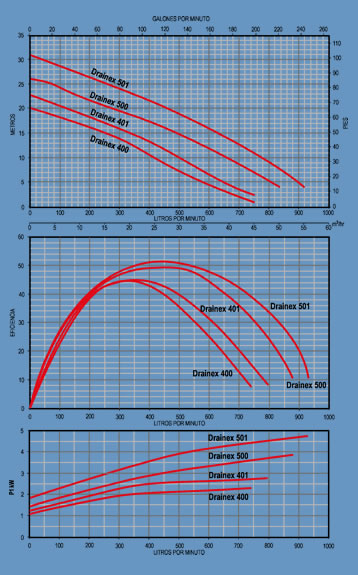 GALONES POR MINUTO
0 20 40 60 80 100 120 140 160 180 200 220 240 260
35
30
25
20
15
10
5
0
METROS
110
100
90
80
70
60
50
40
30
20
10
0
PIES
Drainex 501
Drainex 500
Drainex 401
Drainex 400
0 100 200 300 400 500 600 700 800 900 1000
LITROS POR MINUTO
0 5 10 15 20 25 30 35 40 45 50 55 60 m³/hr
60
50
40
30
20
10
0
EFICIENCIA
Drainex 501
Drainex 401
Drainex 400
Drainex 500
100 200 300 400 500 600 700 800 900 1000
LITROS POR MINUTO
5
4
3
2
1
0
P1 kW
Drainex 501
Drainex 500
Drainex 401
Drainex 400
0 100 200 300 400 500 600 700 800 900 1000
LITROS POR MINUTO